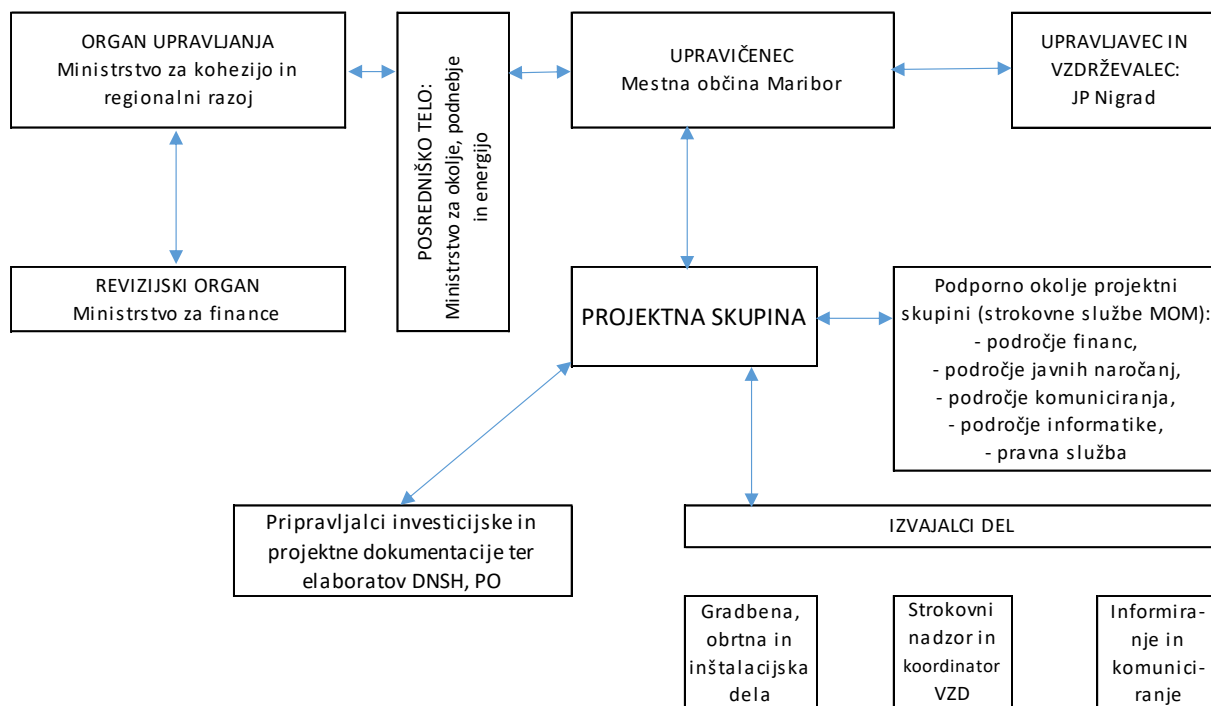 ORGAN UPRAVLJANJA
Ministrstvo za kohezijo in
regionalni razoj
POSREDNIŠKO TELO:
Ministrstvo za okolje, podnebje
in energijo
UPRAVIČENEC
Mestna občina Maribor
UPRAVLJAVEC IN
VZDRŽEVALEC:
JP Nigrad
REVIZIJSKI ORGAN
Ministrstvo za finance
PROJEKTNA SKUPINA
Podporno okolje projektni
skupini (strokovne službe MOM):
- področje financ,
- področje javnih naročanj,
- področje komuniciranja,
- področje informatike,
- pravna služba
Pripravljalci investicijske in
projektne dokumentacije ter
elaboratov DNSH, PO
IZVAJALCI DEL
Gradbena,
obrtna in
inštalacijska
dela
Strokovni
nadzor in
koordinator
VZD
Informira-
nje in
komunici-
ranje